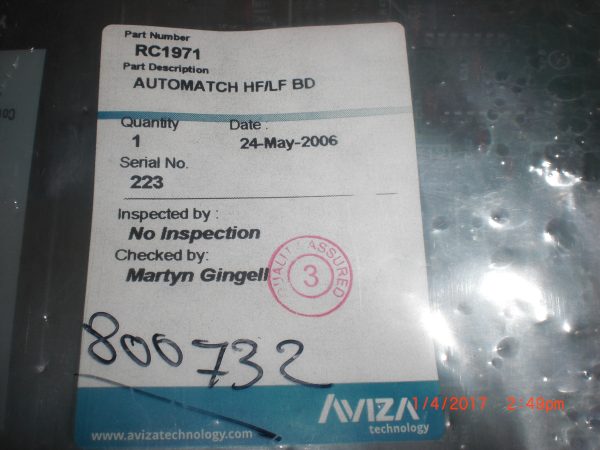 Part Number
RC1971
Part Description
AUTOMATCH HF/LF BD
Quantity Date :
1 24-May-2006
Serial No.
223
Inspected by :
No Inspection
Checked by:
Martyn Gingell
QUALITY ASSURED
3
800732
AVIZA
technology
www.avizatechnology.com
1/4/2017 2:49pm